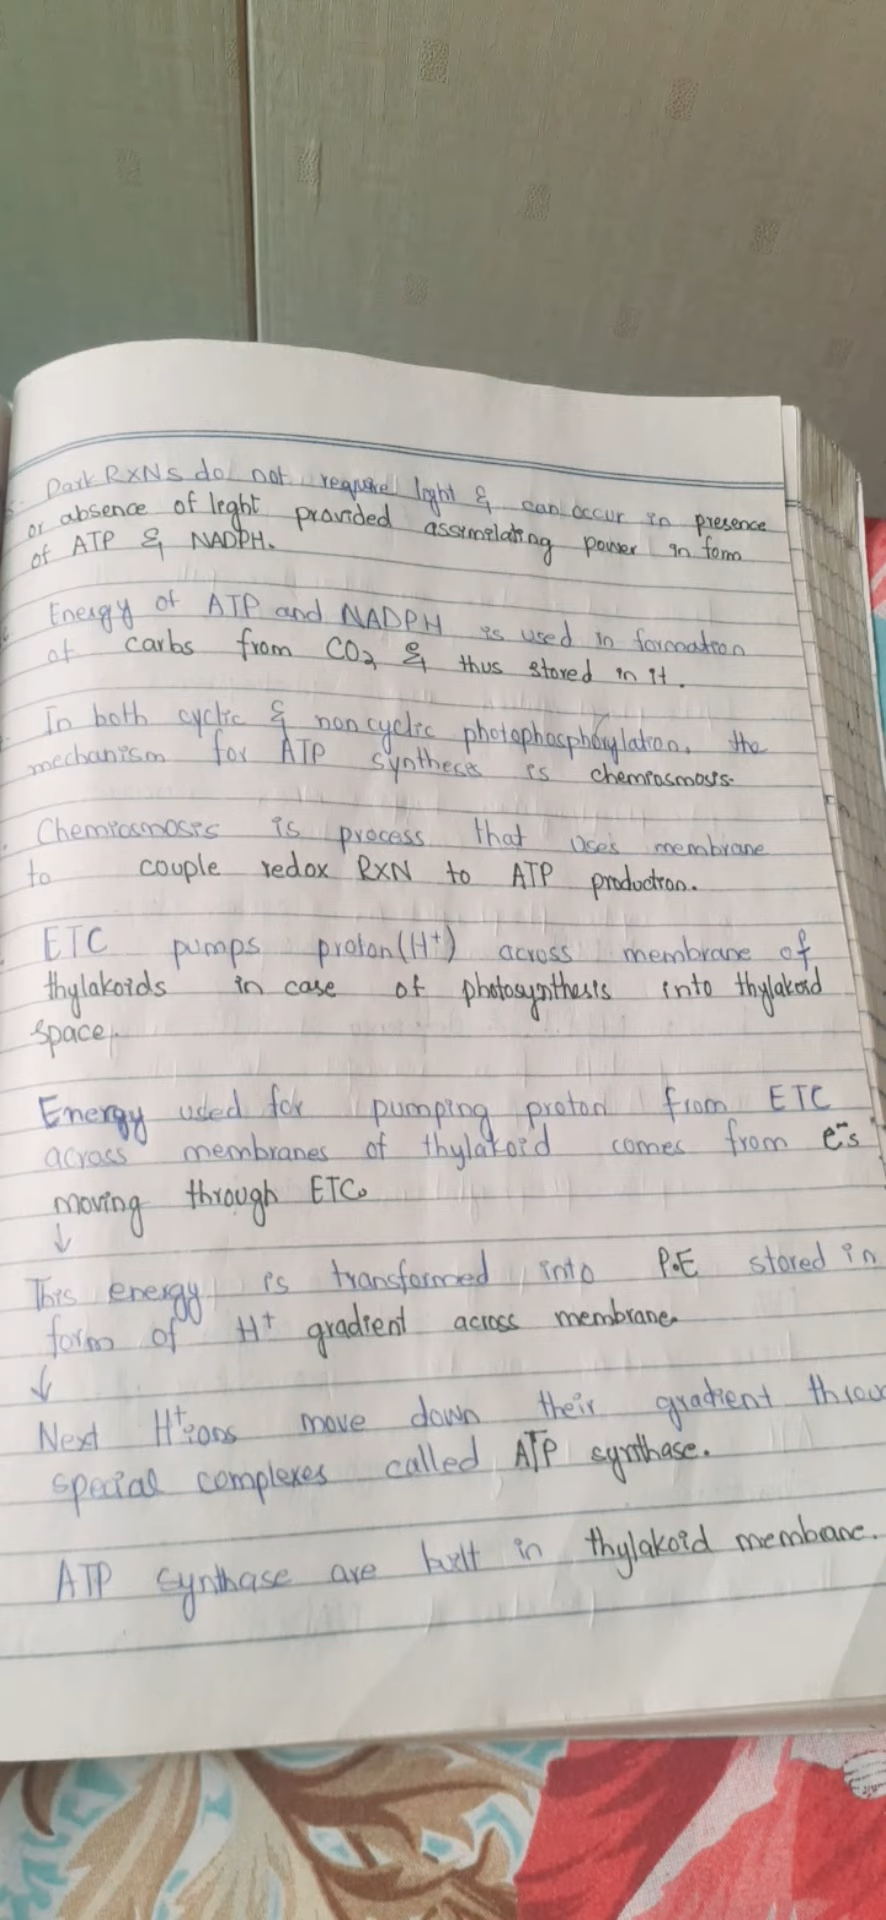 Dark RXNs do not require light & can occur in presence
or absence of light provided assimelating power in form
of ATP & NADPH.
Energy of ATP and NADPH is used in formation
of carbs from CO2 & thus stored in it.
In both cyclic & noncyclic photophosphorylation, the
mechanism for ATP synthesis is chemiosmosis.
Chemiosmosis is process that uses membrane
to couple redox RXN to ATP production.
ETC pumps proton (H+) across membrane of
thylakoids in case of photosynthesis into thylakoid
space.
Energy used for pumping proton from ETC
across membranes of thylakoid comes from e-s
moving through ETC.
↓
This energy is transformed into P.E stored in
form of H+ gradient across membrane.
↓
Next H+ ions move down their gradient throu
special complexes called ATP synthase.
ATP synthase are built in thylakoid membrane.